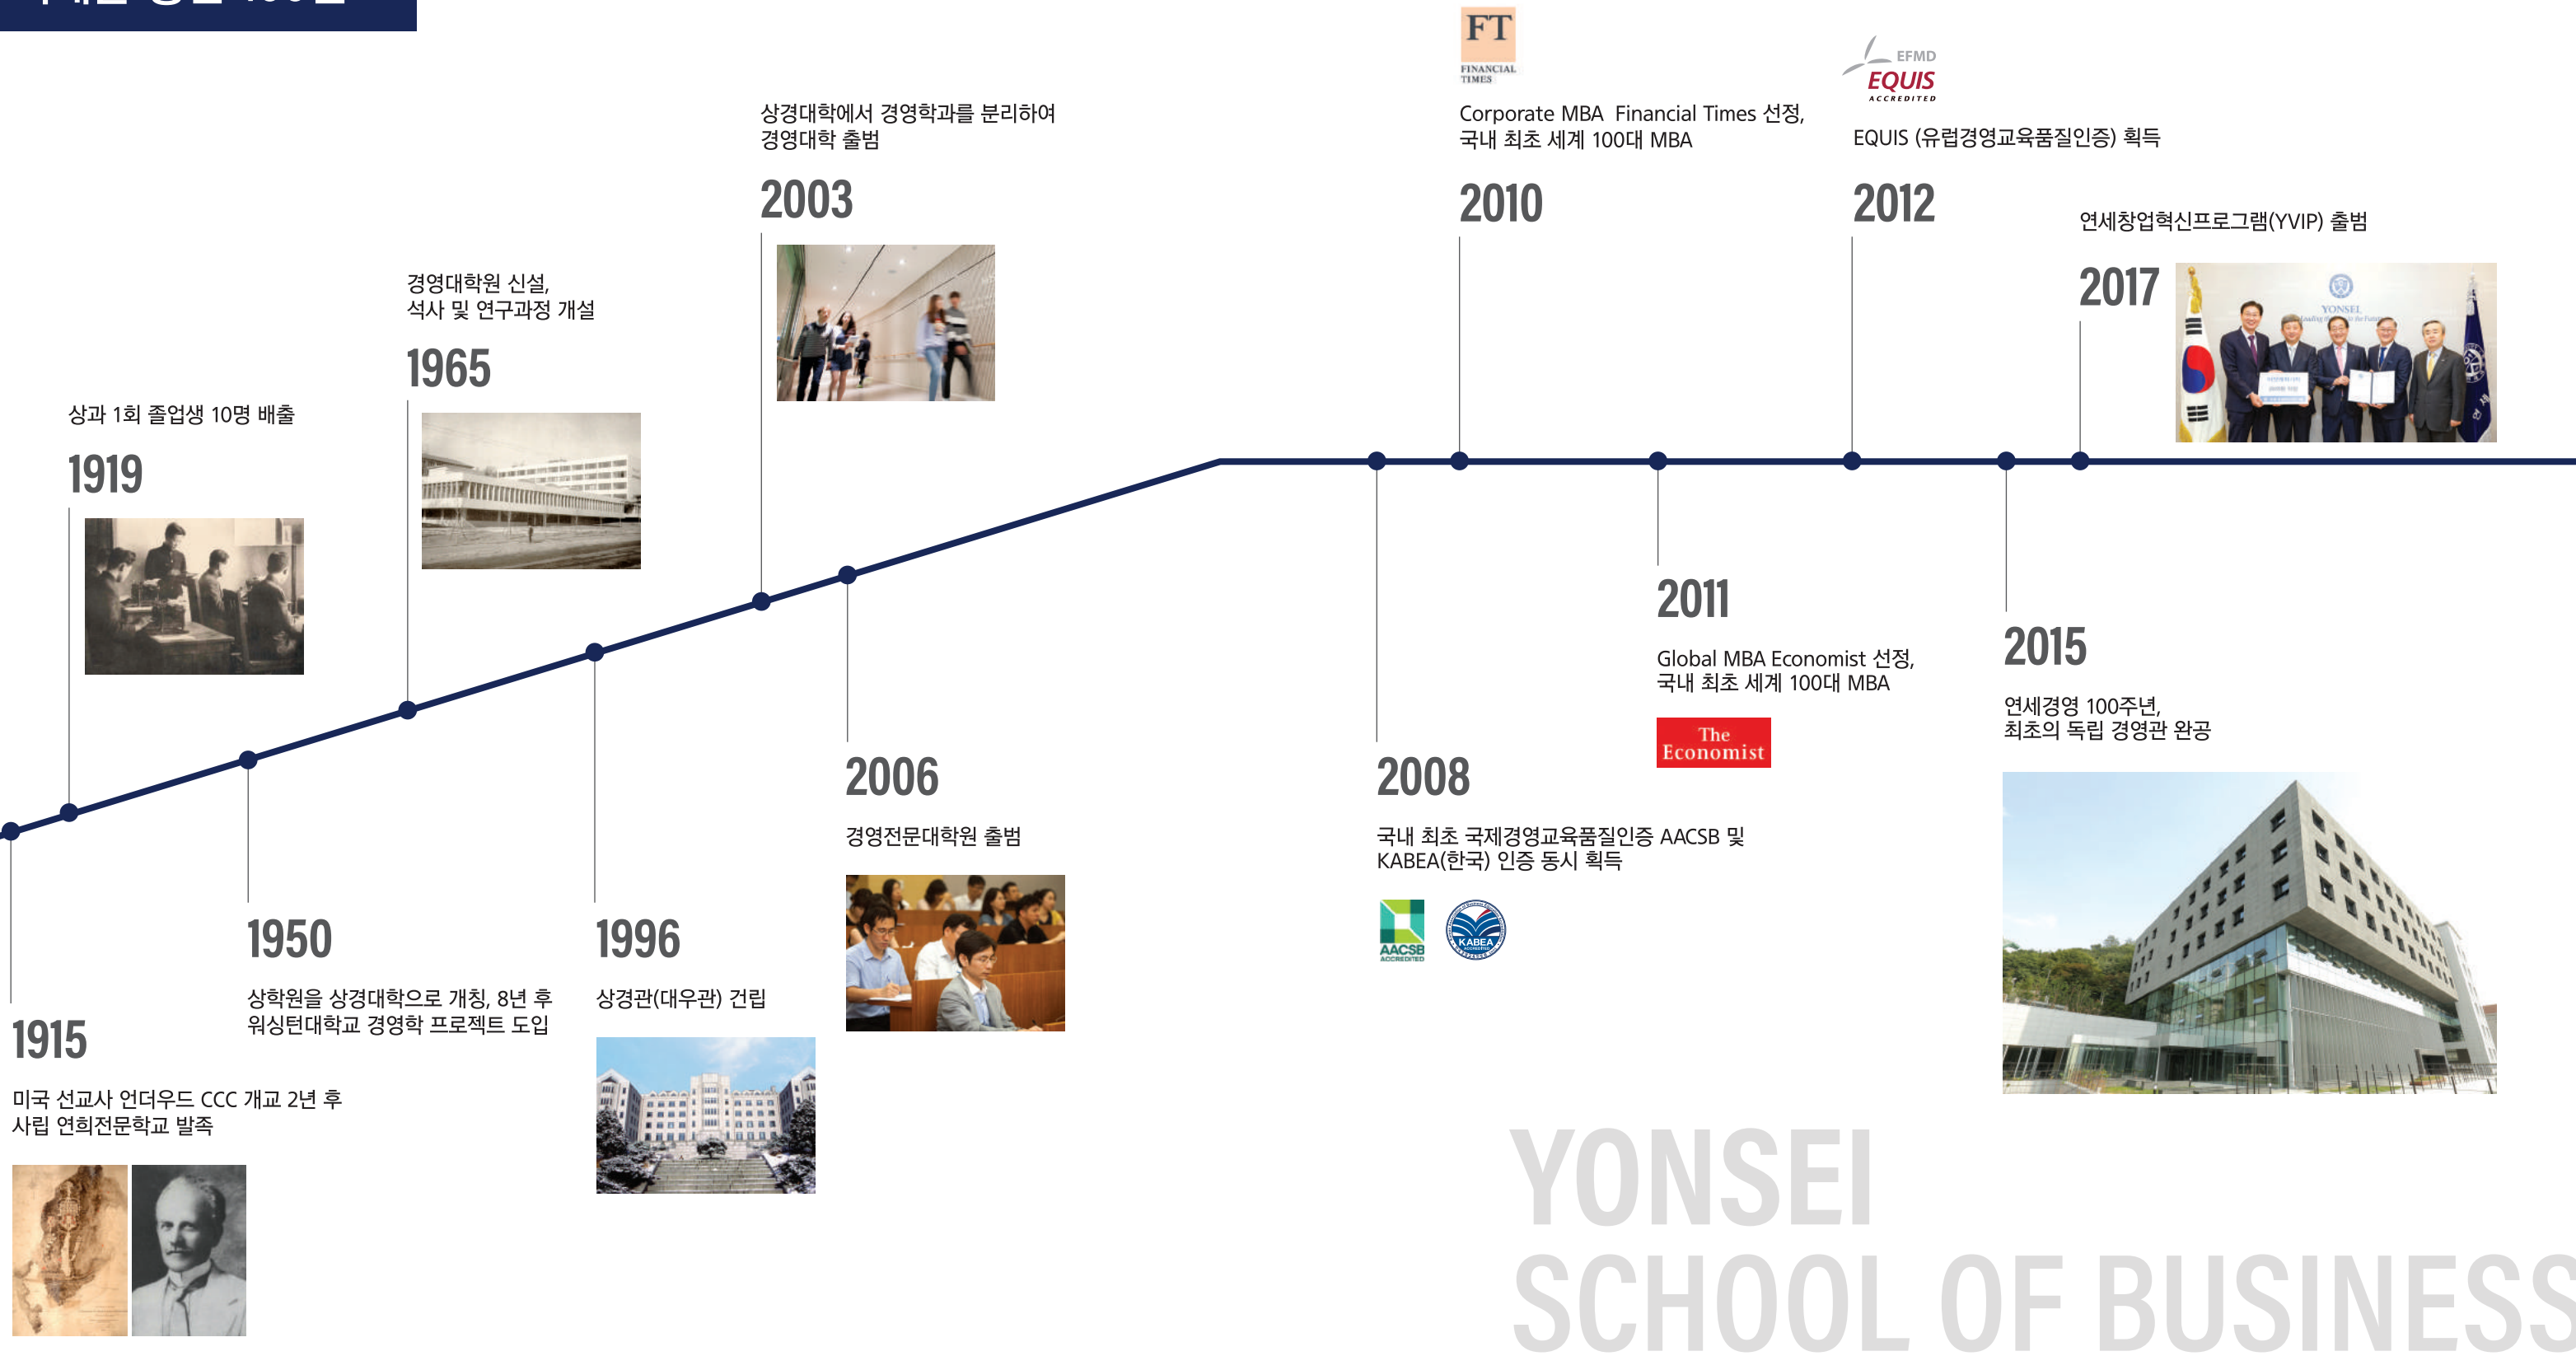 FT
FINANCIAL
TIMES
EFMD
EQUIS
ACCREDITED
상경대학에서 경영학과를 분리하여
경영대학 출범
2003
Corporate MBA Financial Times 선정,
국내 최초 세계 100대 MBA
2010
EQUIS (유럽경영교육품질인증) 획득
2012
연세창업혁신프로그램(YVIP) 출범
2017
YONSEI
경영대학원 신설,
석사 및 연구과정 개설
1965
상과 1회 졸업생 10명 배출
1919
2011
Global MBA Economist 선정,
국내 최초 세계 100대 MBA
The
Economist
2015
연세경영 100주년,
최초의 독립 경영관 완공
2006
경영전문대학원 출범
2008
국내 최초 국제경영교육품질인증 AACSB 및
KABEA(한국) 인증 동시 획득
AACSB
ACCREDITED
KABEA
1950
상학원을 상경대학으로 개칭, 8년 후
워싱턴대학교 경영학 프로젝트 도입
1996
상경관(대우관) 건립
1915
미국 선교사 언더우드 CCC 개교 2년 후
사립 연희전문학교 발족
YONSEI
SCHOOL OF BUSINESS